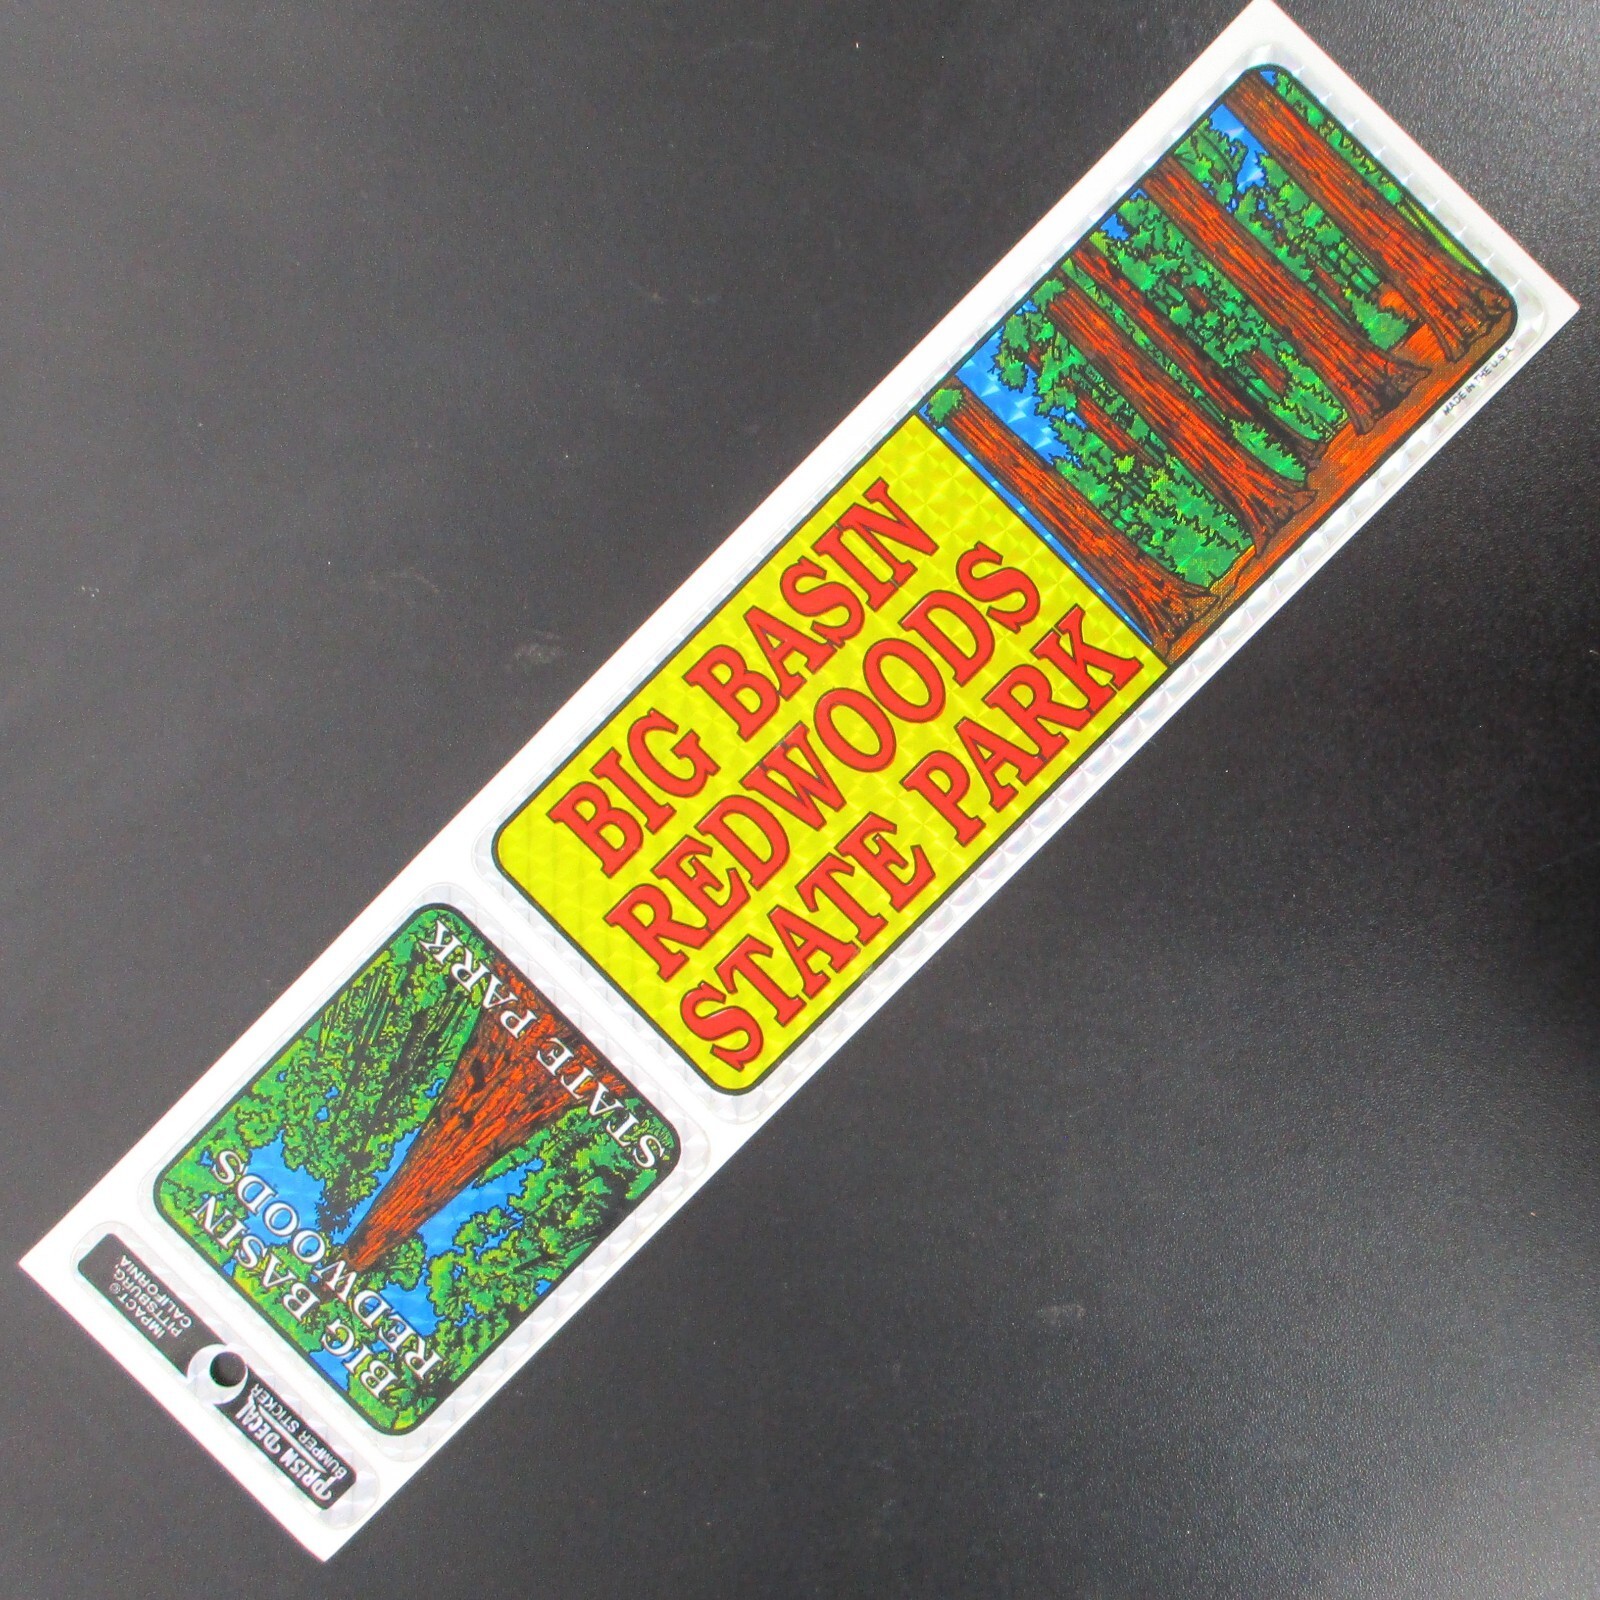 BIG BASIN
REDWOODS
STATE PARK
MADE IN THE U.S.A.
BIG BASIN
REDWOODS
STATE PARK
PRISM DECAL
BUMPER STICKER
IMPACT©
PITTSBURG,
CALIFORNIA